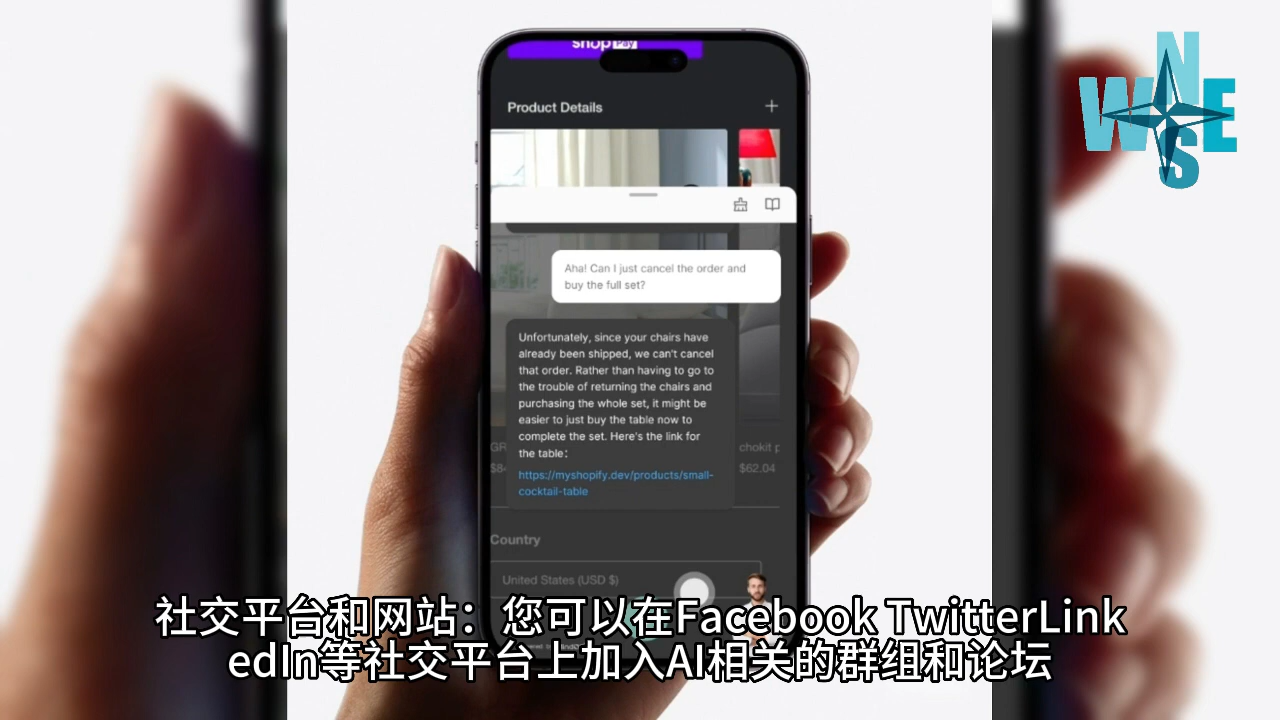 shop Pay
N
W E
S
Product Details
Aha! Can I just cancel the order and
buy the full set?
Unfortunately, since your chairs have
already been shipped, we can't cancel
that order. Rather than having to go to
the trouble of returning the chairs and
purchasing the whole set, it might be
easier to just buy the table now to
complete the set. Here's the link for
the table:
https://myshopify.dev/products/small-
cocktail-table
GR
chokit p
$84
$62.04
Country
United States (USD $)
社交平台和网站：您可以在Facebook TwitterLink
edIn等社交平台上加入AI相关的群组和论坛